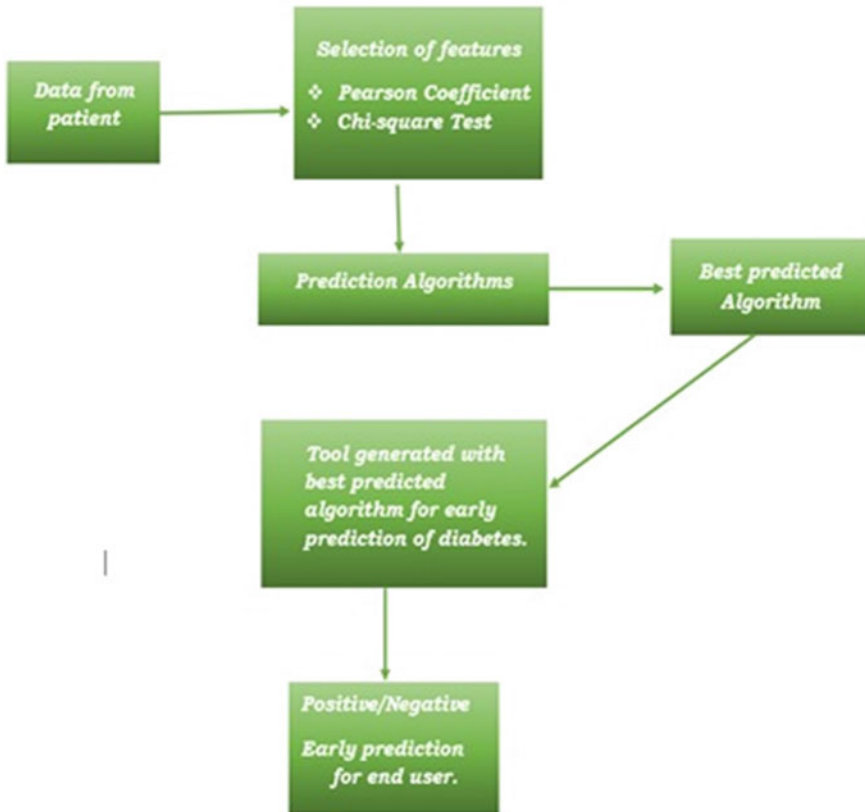 Data from
patient
Selection of features
❖ Pearson Coefficient
❖ Chi-square Test
Prediction Algorithms
Best predicted
Algorithm
Tool generated with
best predicted
algorithm for early
prediction of diabetes.
Positive/Negative
Early prediction
for end user.